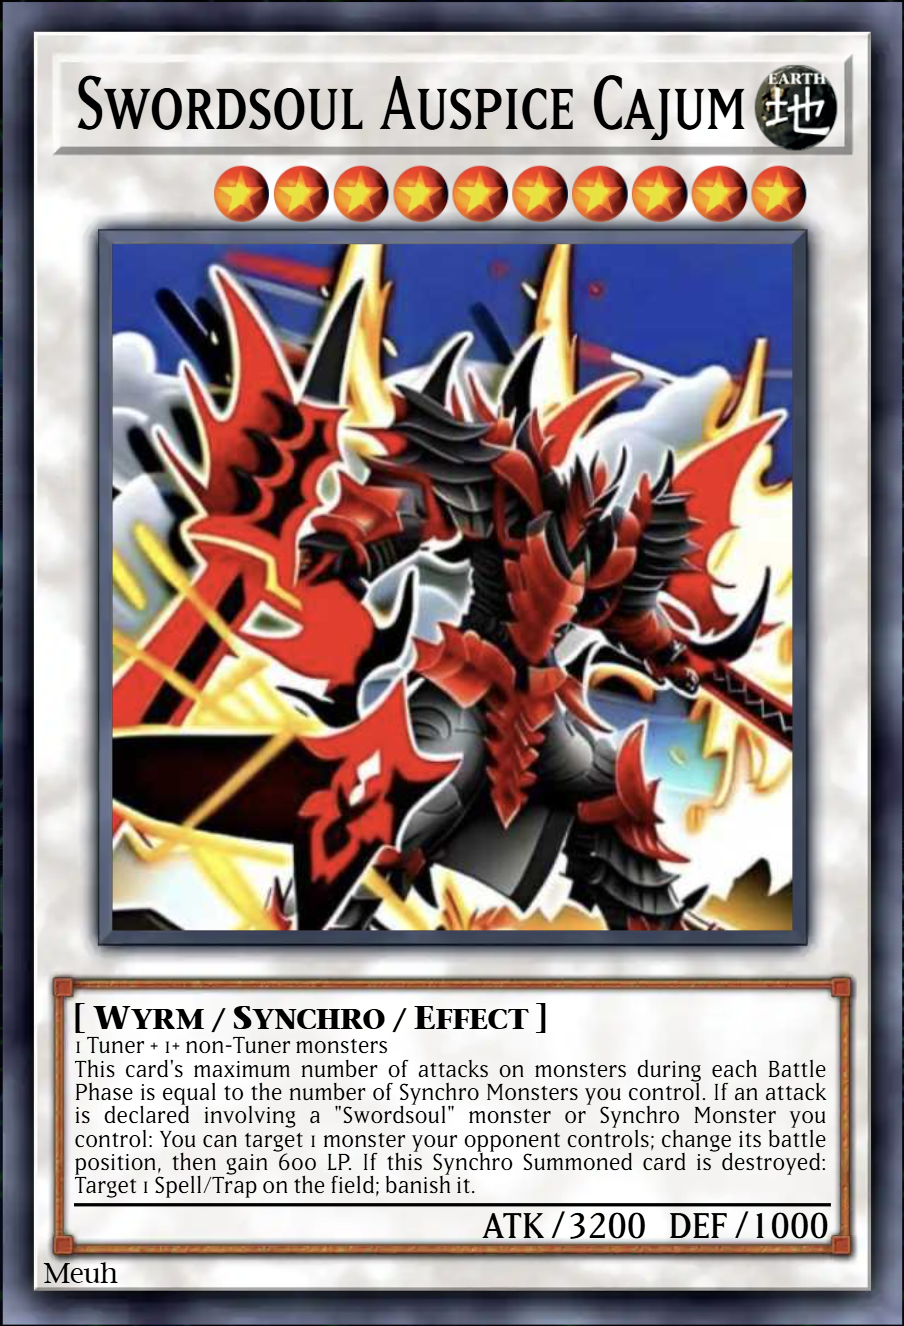 Swordsoul Auspice Cajum
EARTH
地
[ Wyrm / Synchro / Effect ]
1 Tuner + 1+ non-Tuner monsters
This card's maximum number of attacks on monsters during each Battle
Phase is equal to the number of Synchro Monsters you control. If an attack
is declared involving a "Swordsoul" monster or Synchro Monster you
control: You can target 1 monster your opponent controls; change its battle
position, then gain 600 LP. If this Synchro Summoned card is destroyed:
Target 1 Spell/Trap on the field; banish it.
ATK/3200 DEF/1000
Meuh